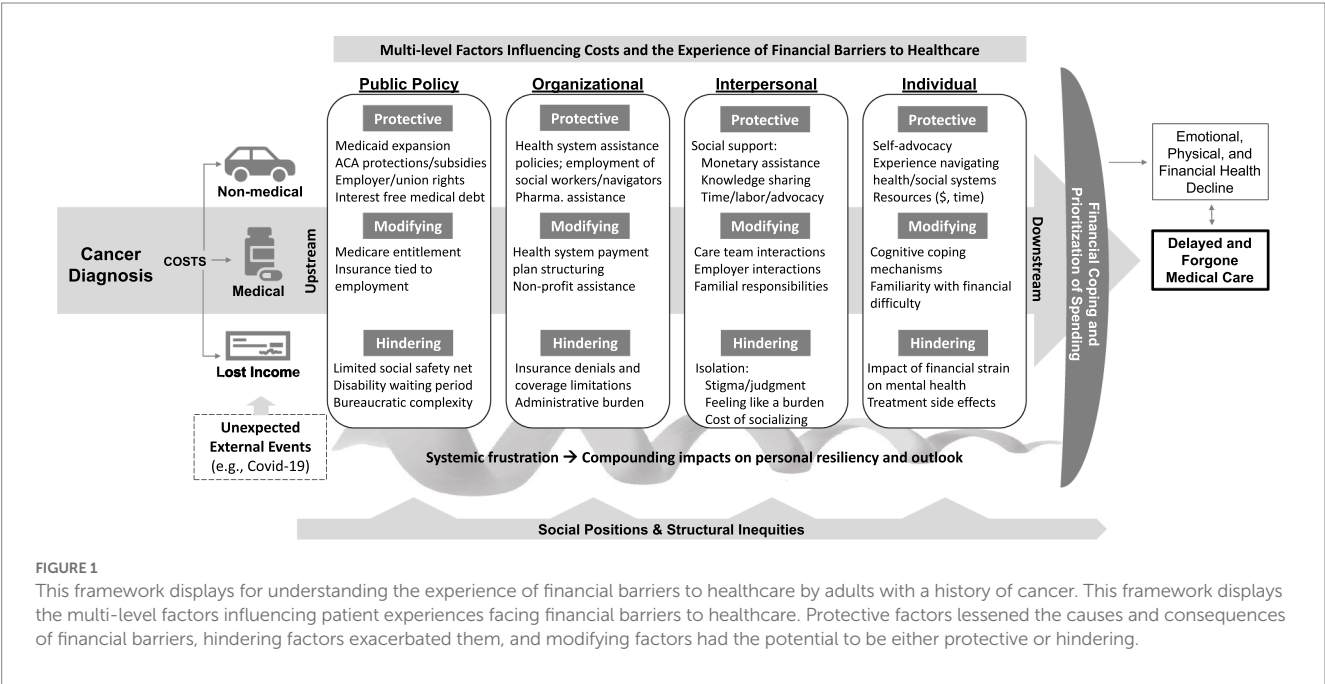 Multi-level Factors Influencing Costs and the Experience of Financial Barriers to Healthcare
Cancer
Diagnosis
COSTS
Non-medical
Medical
Lost Income
Unexpected
External Events
(e.g., Covid-19)
Upstream
Public Policy
Protective
Medicaid expansion
ACA protections/subsidies
Employer/union rights
Interest free medical debt
Modifying
Medicare entitlement
Insurance tied to
employment
Hindering
Limited social safety net
Disability waiting period
Bureaucratic complexity
Organizational
Protective
Health system assistance
policies; employment of
social workers/navigators
Pharma. assistance
Modifying
Health system payment
plan structuring
Non-profit assistance
Hindering
Insurance denials and
coverage limitations
Administrative burden
Interpersonal
Protective
Social support:
Monetary assistance
Knowledge sharing
Time/labor/advocacy
Modifying
Care team interactions
Employer interactions
Familial responsibilities
Hindering
Isolation:
Stigma/judgment
Feeling like a burden
Cost of socializing
Individual
Protective
Self-advocacy
Experience navigating
health/social systems
Resources ($, time)
Modifying
Cognitive coping
mechanisms
Familiarity with financial
difficulty
Hindering
Impact of financial strain
on mental health
Treatment side effects
Downstream
Financial Coping and
Prioritization of Spending
Emotional,
Physical, and
Financial Health
Decline
Delayed and
Forgone
Medical Care
Systemic frustration → Compounding impacts on personal resiliency and outlook
Social Positions & Structural Inequities
FIGURE 1
This framework displays for understanding the experience of financial barriers to healthcare by adults with a history of cancer. This framework displays
the multi-level factors influencing patient experiences facing financial barriers to healthcare. Protective factors lessened the causes and consequences
of financial barriers, hindering factors exacerbated them, and modifying factors had the potential to be either protective or hindering.